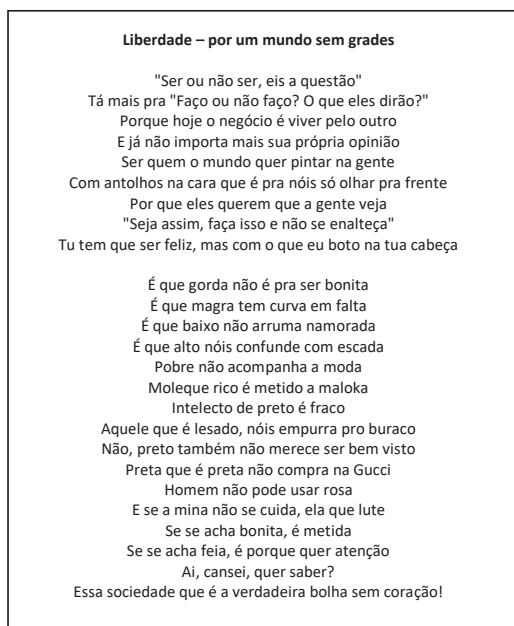 Liberdade – por um mundo sem grades
"Ser ou não ser, eis a questão"
Tá mais pra "Faço ou não faço? O que eles dirão?"
Porque hoje o negócio é viver pelo outro
E já não importa mais sua própria opinião
Ser quem o mundo quer pintar na gente
Com antolhos na cara que é pra nóis só olhar pra frente
Por que eles querem que a gente veja
"Seja assim, faça isso e não se enalteça"
Tu tem que ser feliz, mas com o que eu boto na tua cabeça
É que gorda não é pra ser bonita
É que magra tem curva em falta
É que baixo não arruma namorada
É que alto nóis confunde com escada
Pobre não acompanha a moda
Moleque rico é metido a maloka
Intelecto de preto é fraco
Aquele que é lesado, nóis empurra pro buraco
Não, preto também não merece ser bem visto
Preta que é preta não compra na Gucci
Homem não pode usar rosa
E se a mina não se cuida, ela que lute
Se se acha bonita, é metida
Se se acha feia, é porque quer atenção
Ai, cansei, quer saber?
Essa sociedade que é a verdadeira bolha sem coração!